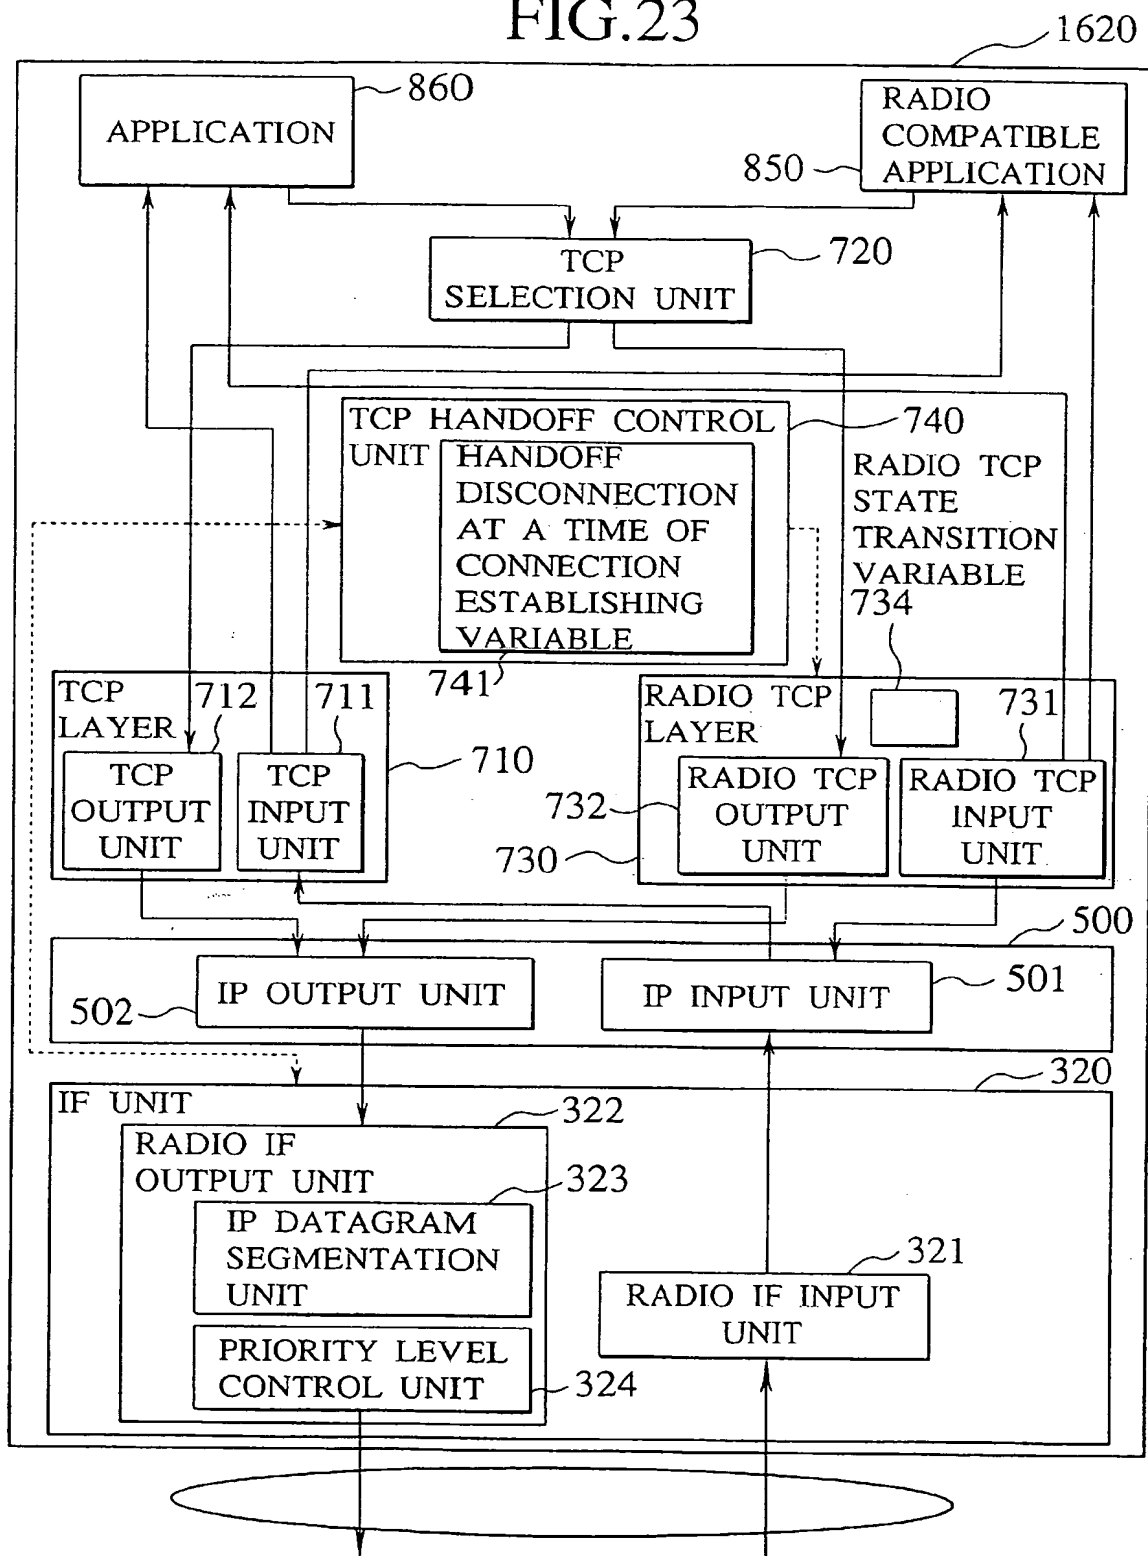 FIG.23
1620
860
APPLICATION
RADIO
COMPATIBLE
APPLICATION
850
720
TCP
SELECTION UNIT
TCP HANDOFF CONTROL
UNIT
740
HANDOFF
DISCONNECTION
AT A TIME OF
CONNECTION
ESTABLISHING
VARIABLE
741
RADIO TCP
STATE
TRANSITION
VARIABLE
734
TCP
LAYER
712
711
710
TCP
OUTPUT
UNIT
TCP
INPUT
UNIT
RADIO TCP
LAYER
731
732
730
RADIO TCP
OUTPUT
UNIT
RADIO TCP
INPUT
UNIT
500
502
IP OUTPUT UNIT
IP INPUT UNIT
501
320
IF UNIT
322
RADIO IF
OUTPUT UNIT
323
IP DATAGRAM
SEGMENTATION
UNIT
321
RADIO IF INPUT
UNIT
PRIORITY LEVEL
CONTROL UNIT
324